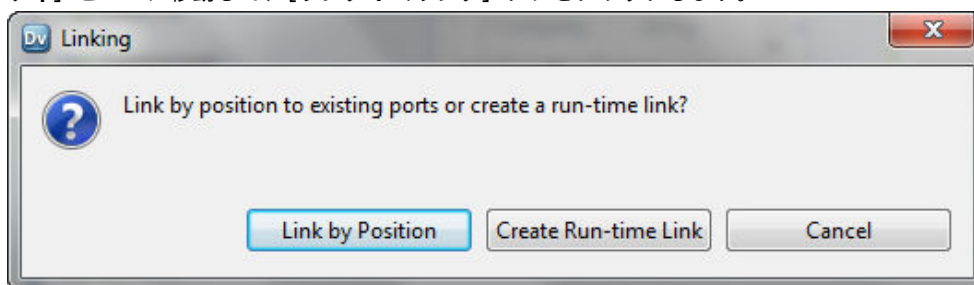 Dv Linking
Link by position to existing ports or create a run-time link?
Link by Position Create Run-time Link Cancel